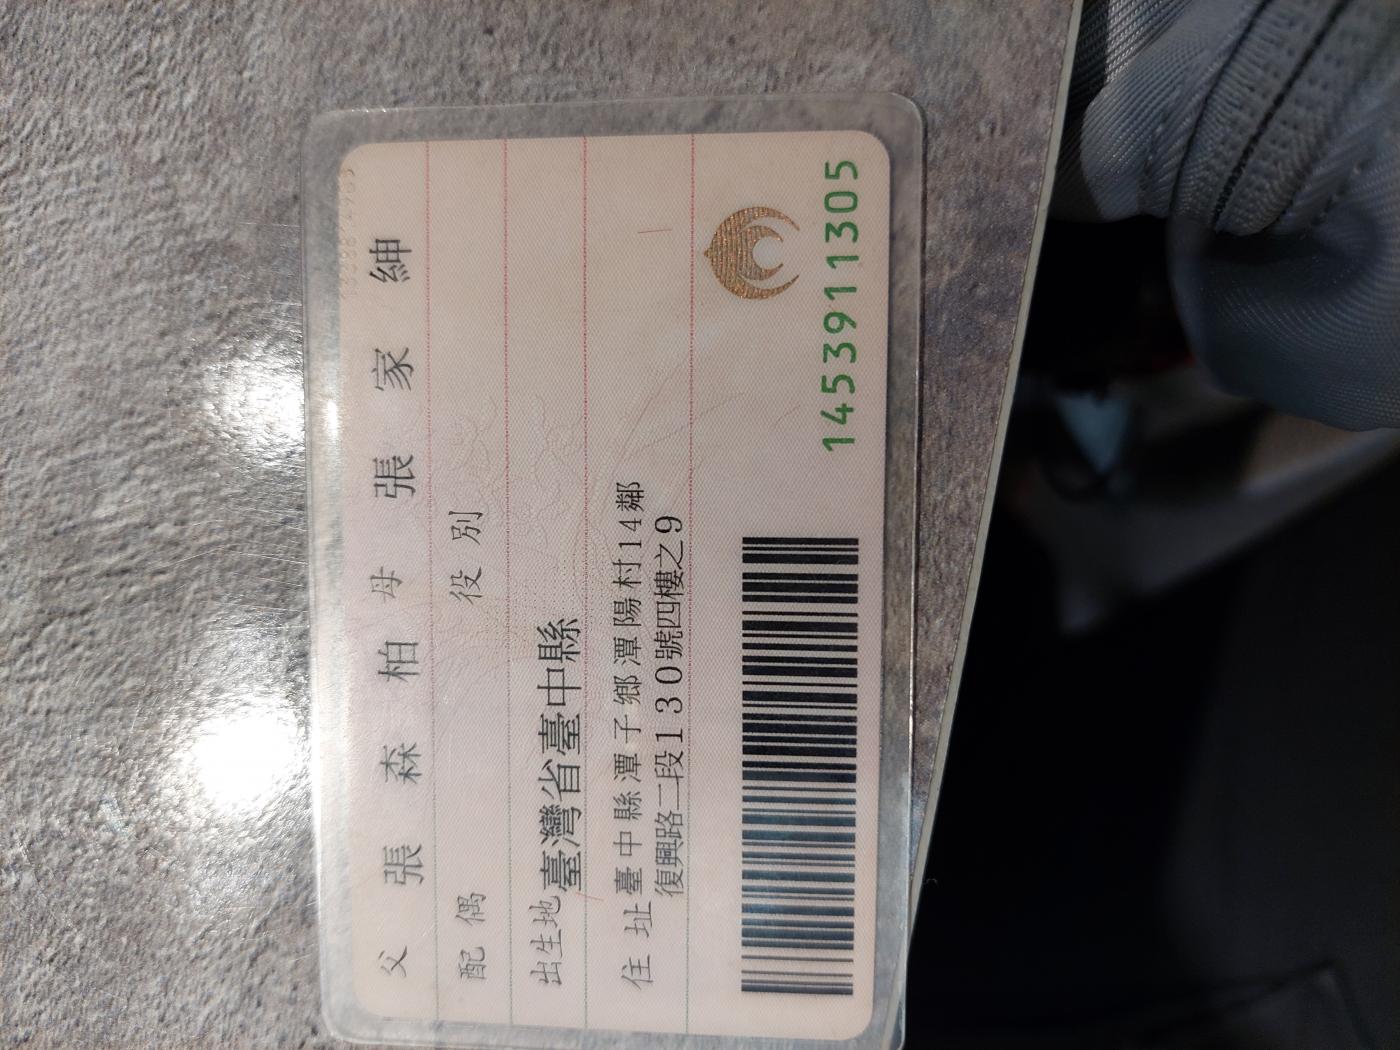 父 張森柏 母 張家紳
配偶 役別
出生地 臺灣省臺中縣
住址 臺中縣潭子鄉潭陽村14鄰
復興路二段130號四樓之9
1453911305